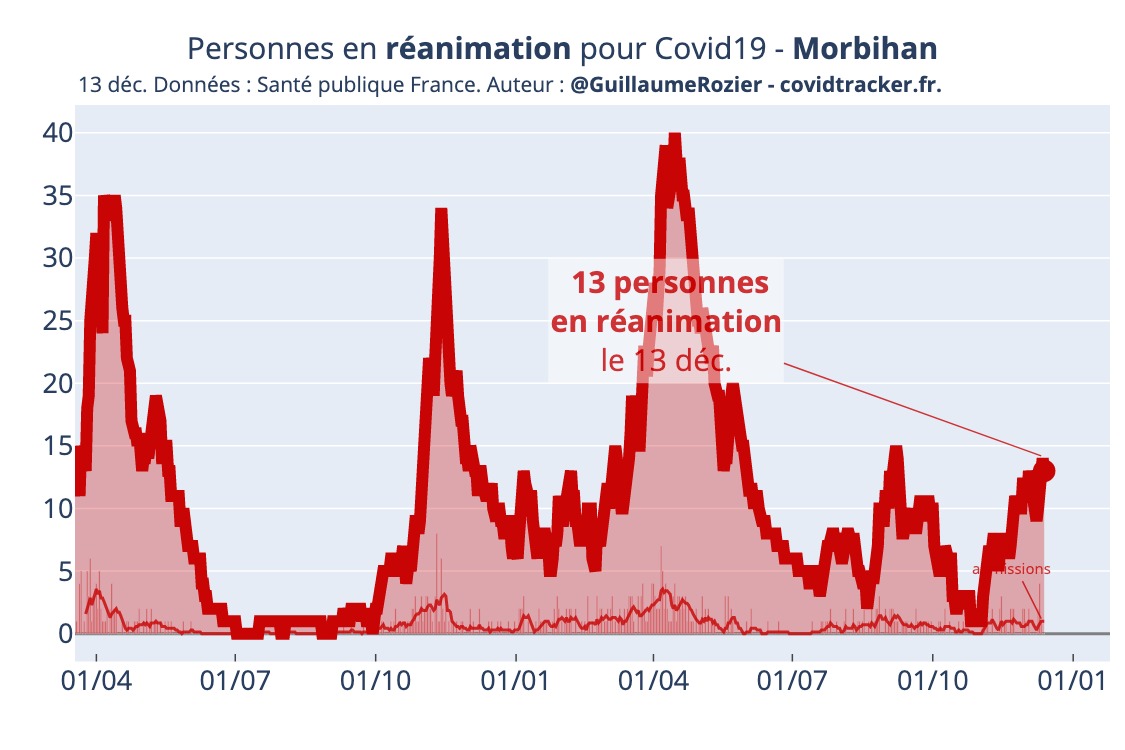 Personnes en réanimation pour Covid19 - Morbihan
13 déc. Données : Santé publique France. Auteur : @GuillaumeRozier - covidtracker.fr.
40
35
30
25
20
15
10
5
0
13 personnes
en réanimation
le 13 déc.
admissions
01/04 01/07 01/10 01/01 01/04 01/07 01/10 01/01